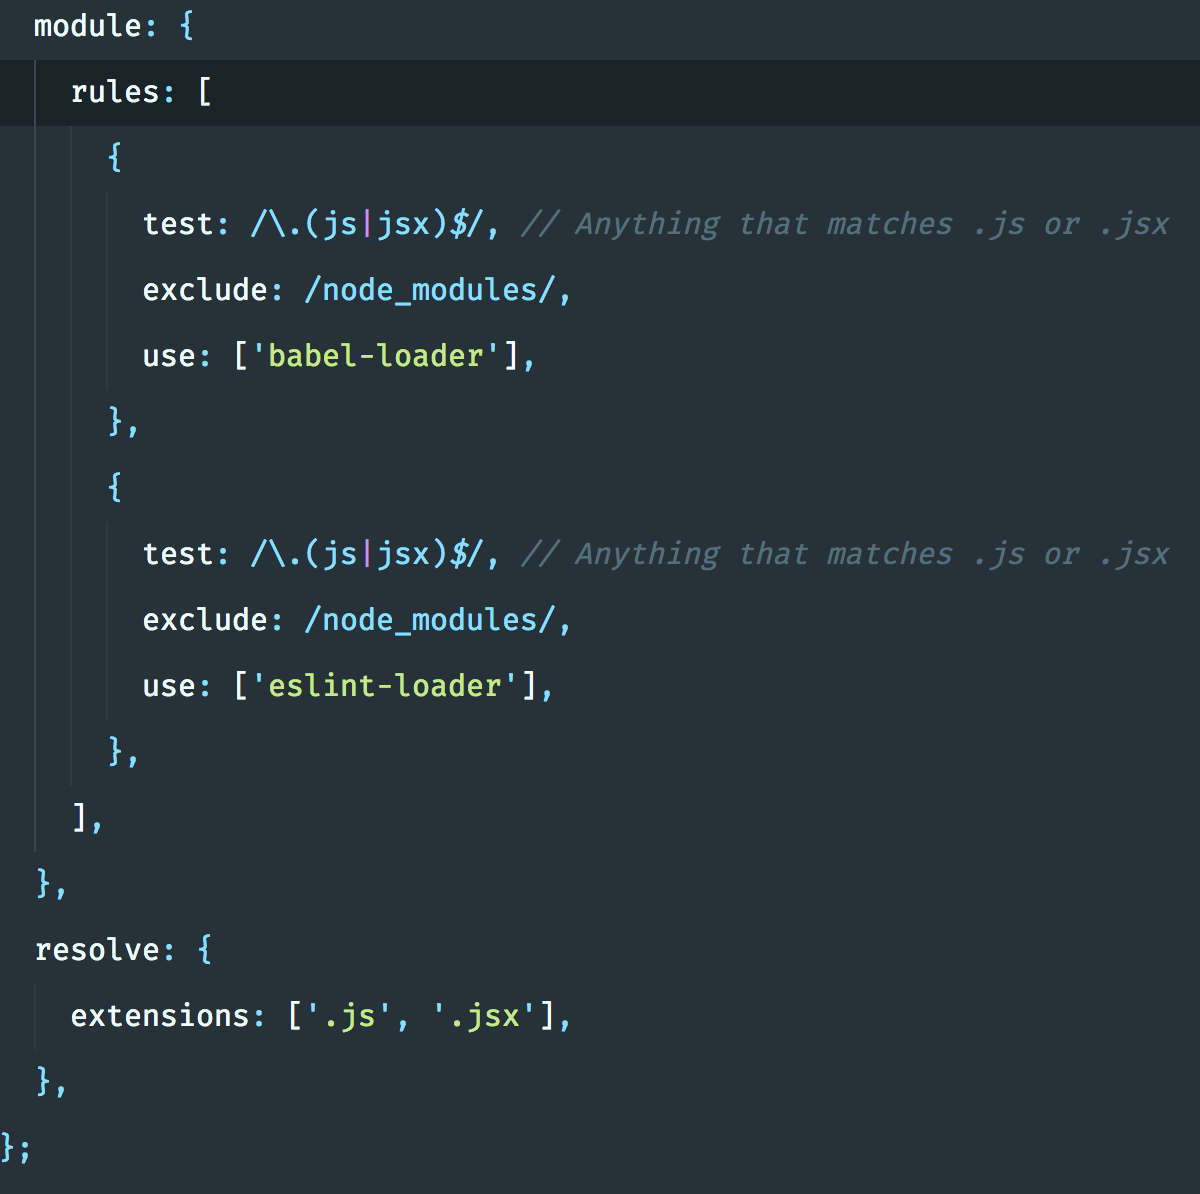 module: {
rules: [
{
test: /\.(js|jsx)$/, // Anything that matches .js or .jsx
exclude: /node_modules/,
use: ['babel-loader'],
},
{
test: /\.(js|jsx)$/, // Anything that matches .js or .jsx
exclude: /node_modules/,
use: ['eslint-loader'],
},
],
},
resolve: {
extensions: ['.js', '.jsx'],
},
};